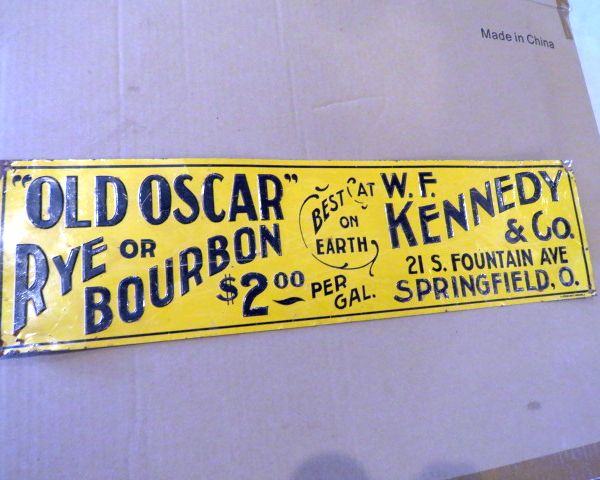 Made in China
"OLD OSCAR"
RYE OR
BOURBON
$2.00 PER
GAL.
BEST AT
ON
EARTH
W. F.
KENNEDY
& CO.
21 S. FOUNTAIN AVE
SPRINGFIELD, O.